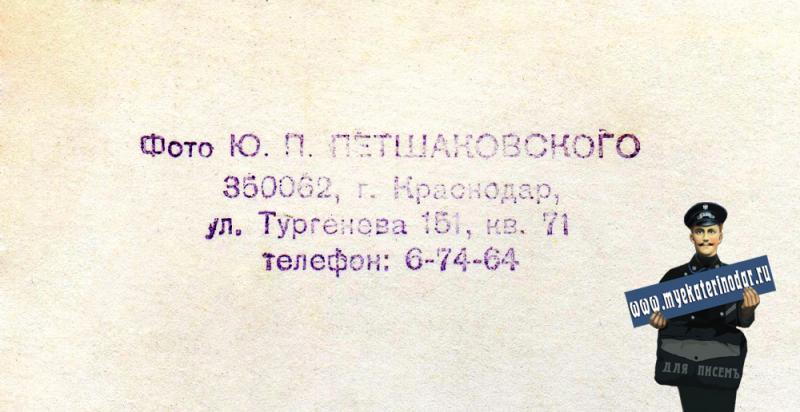 Фото Ю. П. ПЕТШАКОВСКОГО
350062, г. Краснодар,
ул. Тургенева 151, кв. 71
телефон: 6-74-64
www.myekaterinodar.ru
ДЛЯ ПИСЕМЪ